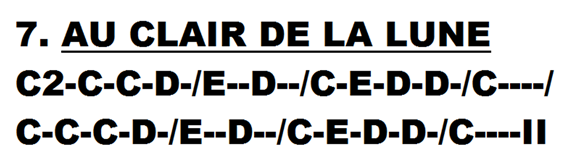 7. AU CLAIR DE LA LUNE
C2-C-C-D-/E--D--/C-E-D-D-/C----/
C-C-C-D-/E--D--/C-E-D-D-/C----II